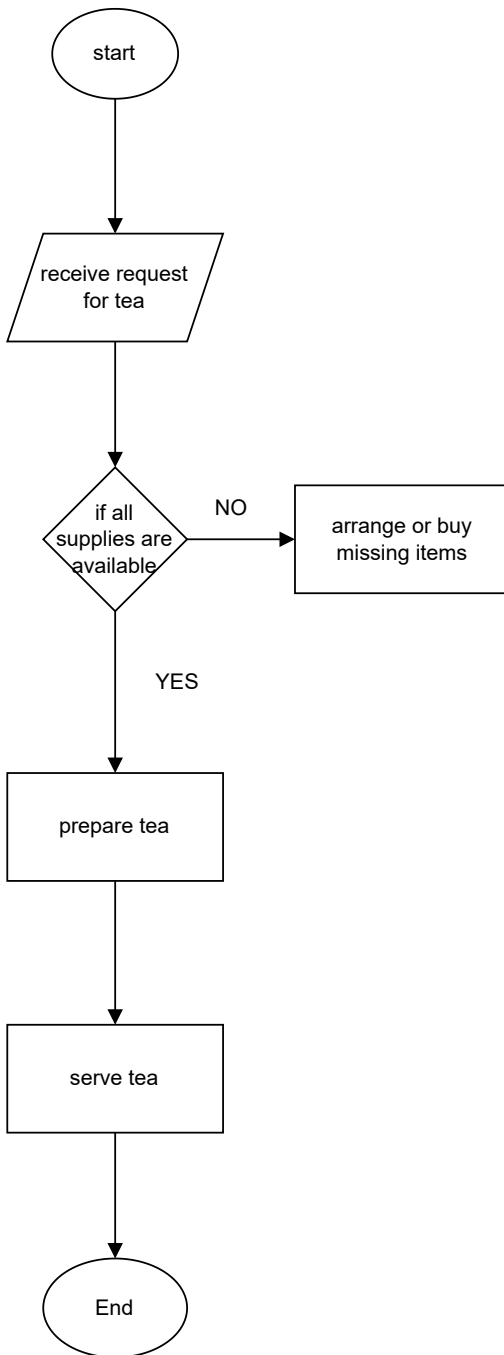 start
receive request
for tea
if all
supplies are
available
NO
arrange or buy
missing items
YES
prepare tea
serve tea
End